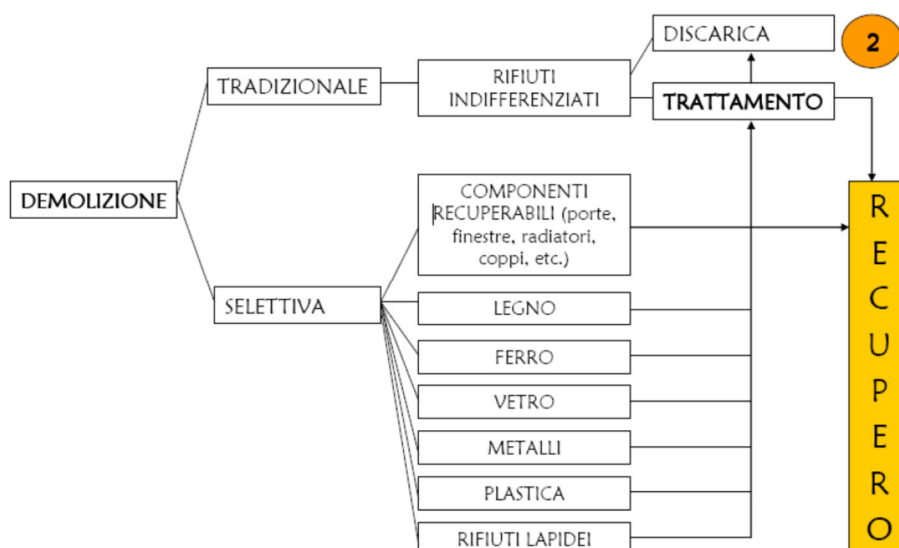 DISCARICA
2
TRADIZIONALE
RIFIUTI
INDIFFERENZIATI
TRATTAMENTO
DEMOLIZIONE
COMPONENTI
RECUPERABILI (porte,
finestre, radiatori,
coppi, etc.)
SELETTIVA
LEGNO
FERRO
VETRO
METALLI
PLASTICA
RIFIUTI LAPIDEI
R
E
C
U
P
E
R
O